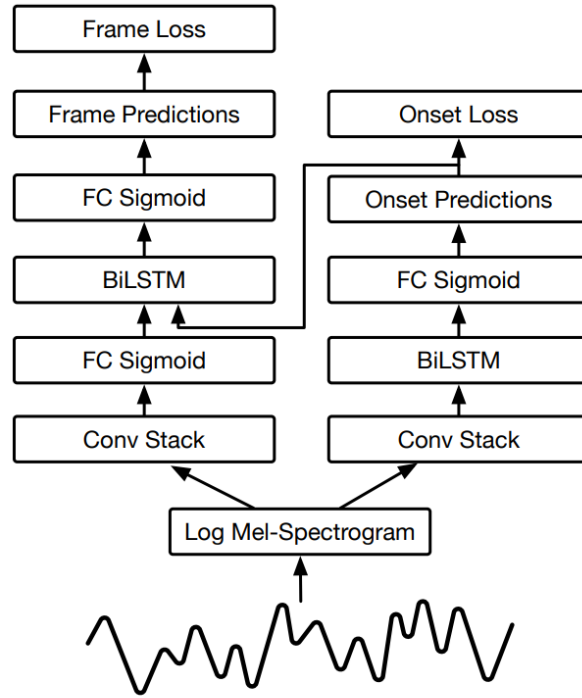 Frame Loss
Frame Predictions
Onset Loss
FC Sigmoid
Onset Predictions
BiLSTM
FC Sigmoid
FC Sigmoid
BiLSTM
Conv Stack
Conv Stack
Log Mel-Spectrogram